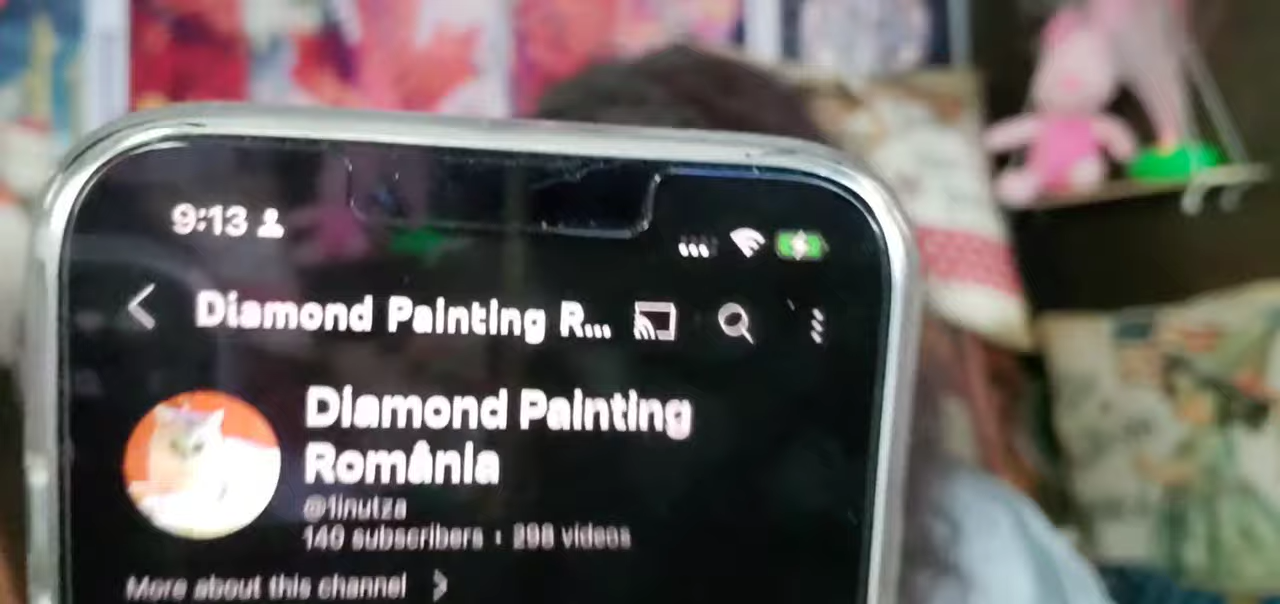 9:13
Diamond Painting R...
Diamond Painting
România
@1inutza
140 subscribers • 298 videos
More about this channel